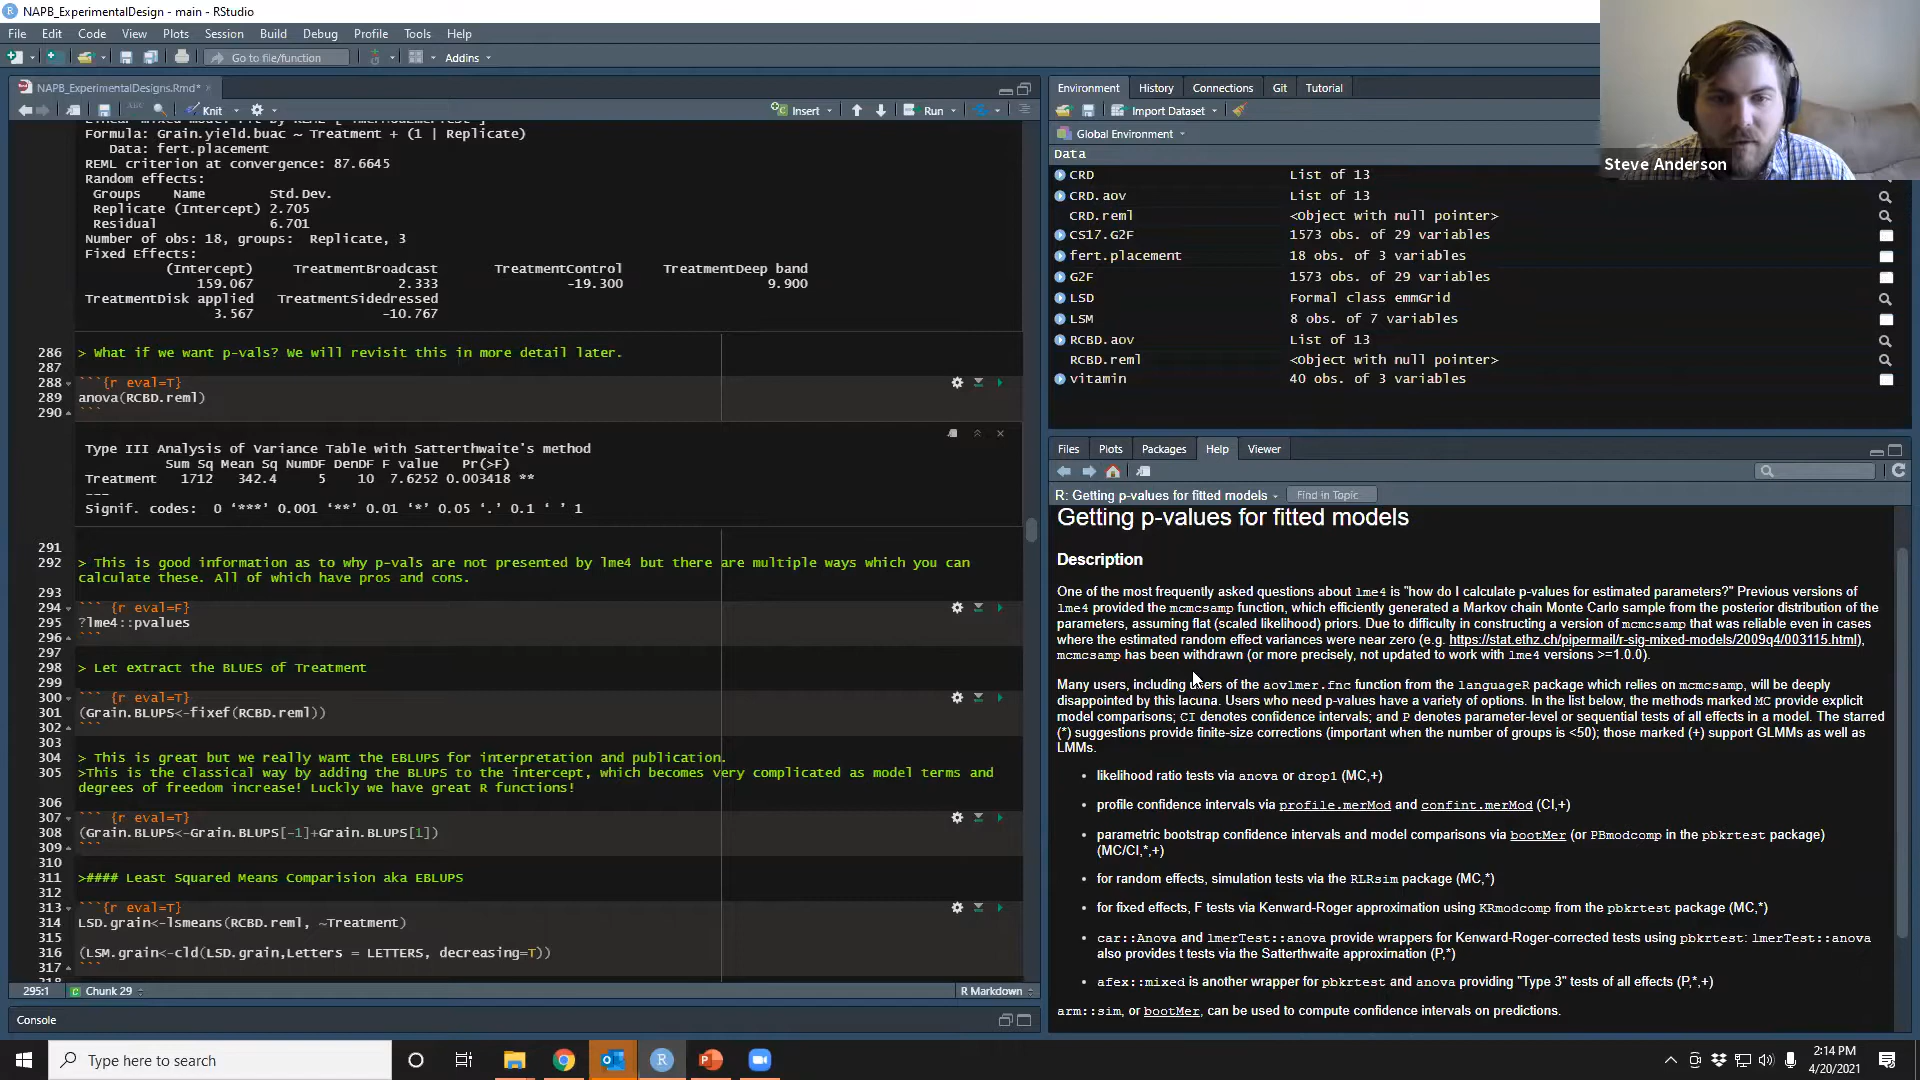 NAPB_ExperimentalDesign - main - RStudio
File Edit Code View Plots Session Build Debug Profile Tools Help
Go to file/function
Addins
NAPB_ExperimentalDesigns.Rmd*
Knit
Insert
Run
Formula: Grain.yield.buac ~ Treatment + (1 | Replicate)
Data: fert.placement
REML criterion at convergence: 87.6645
Random effects:
Groups Name Std.Dev.
Replicate (Intercept) 2.705
Residual 6.701
Number of obs: 18, groups: Replicate, 3
Fixed Effects:
(Intercept) TreatmentBroadcast TreatmentControl TreatmentDeep band
159.067 2.333 -19.300 9.900
TreatmentDisk applied TreatmentSidedressed
3.567 -10.767
286 > What if we want p-vals? We will revisit this in more detail later.
287
288 ```{r eval=T}
289 anova(RCBD.reml)
290 ```
Type III Analysis of Variance Table with Satterthwaite's method
Sum Sq Mean Sq NumDF DenDF F value Pr(>F)
Treatment 1712 342.4 5 10 7.6252 0.003418 **
---
Signif. codes: 0 ‘***’ 0.001 ‘**’ 0.01 ‘*’ 0.05 ‘.’ 0.1 ‘ ’ 1
291
292 > This is good information as to why p-vals are not presented by lme4 but there are multiple ways which you can
calculate these. All of which have pros and cons.
293
294 ``` {r eval=F}
295 ?lme4::pvalues
296 ```
297
298 > Let extract the BLUES of Treatment
299
300 ``` {r eval=T}
301 (Grain.BLUPS<-fixef(RCBD.reml))
302 ```
303
304 > This is great but we really want the EBLUPS for interpretation and publication.
305 >This is the classical way by adding the BLUPS to the intercept, which becomes very complicated as model terms and
degrees of freedom increase! Luckly we have great R functions!
306
307 ``` {r eval=T}
308 (Grain.BLUPS<-Grain.BLUPS[-1]+Grain.BLUPS[1])
309 ```
310
311 >#### Least Squared Means Comparision aka EBLUPS
312
313 ```{r eval=T}
314 LSD.grain<-lsmeans(RCBD.reml, ~Treatment)
315
316 (LSM.grain<-cld(LSD.grain,Letters = LETTERS, decreasing=T))
317 ```
295:1 Chunk 29 R Markdown
Console
Environment History Connections Git Tutorial
Import Dataset
Global Environment
Data
CRD List of 13
CRD.aov List of 13
CRD.reml <Object with null pointer>
CS17.G2F 1573 obs. of 29 variables
fert.placement 18 obs. of 3 variables
G2F 1573 obs. of 29 variables
LSD Formal class emmGrid
LSM 8 obs. of 7 variables
RCBD.aov List of 13
RCBD.reml <Object with null pointer>
vitamin 40 obs. of 3 variables
Steve Anderson
Files Plots Packages Help Viewer
R: Getting p-values for fitted models Find in Topic
Getting p-values for fitted models
Description
One of the most frequently asked questions about lme4 is "how do I calculate p-values for estimated parameters?" Previous versions of
lme4 provided the mcmcsamp function, which efficiently generated a Markov chain Monte Carlo sample from the posterior distribution of the
parameters, assuming flat (scaled likelihood) priors. Due to difficulty in constructing a version of mcmcsamp that was reliable even in cases
where the estimated random effect variances were near zero (e.g. https://stat.ethz.ch/pipermail/r-sig-mixed-models/2009q4/003115.html),
mcmcsamp has been withdrawn (or more precisely, not updated to work with lme4 versions >=1.0.0).
Many users, including users of the aovlmer.fnc function from the languageR package which relies on mcmcsamp, will be deeply
disappointed by this lacuna. Users who need p-values have a variety of options. In the list below, the methods marked MC provide explicit
model comparisons; CI denotes confidence intervals; and P denotes parameter-level or sequential tests of all effects in a model. The starred
(*) suggestions provide finite-size corrections (important when the number of groups is <50); those marked (+) support GLMMs as well as
LMMs.
• likelihood ratio tests via anova or drop1 (MC,+)
• profile confidence intervals via profile.merMod and confint.merMod (CI,+)
• parametric bootstrap confidence intervals and model comparisons via bootMer (or PBmodcomp in the pbkrtest package)
(MC/CI,*,+)
• for random effects, simulation tests via the RLRsim package (MC,*)
• for fixed effects, F tests via Kenward-Roger approximation using KRmodcomp from the pbkrtest package (MC,*)
• car::Anova and lmerTest::anova provide wrappers for Kenward-Roger-corrected tests using pbkrtest: lmerTest::anova
also provides t tests via the Satterthwaite approximation (P,*)
• afex::mixed is another wrapper for pbkrtest and anova providing "Type 3" tests of all effects (P,*,+)
arm::sim, or bootMer, can be used to compute confidence intervals on predictions.
Type here to search
2:14 PM
4/20/2021